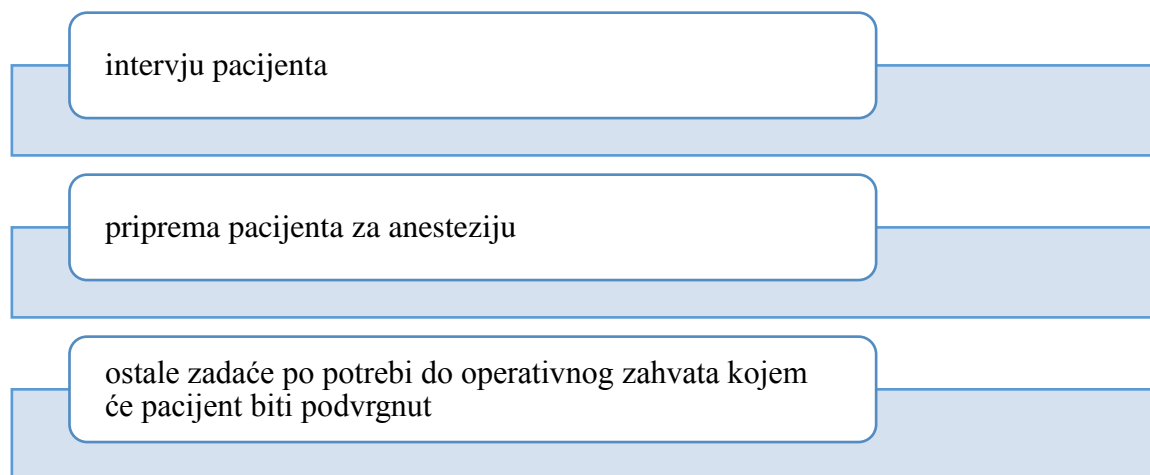 intervju pacijenta
priprema pacijenta za anesteziju
ostale zadaće po potrebi do operativnog zahvata kojem
će pacijent biti podvrgnut